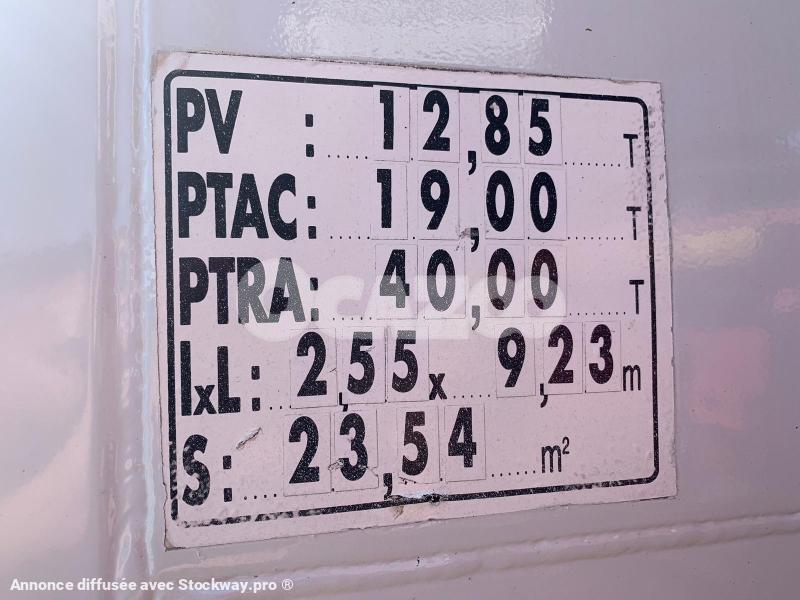 PV : ..... 12,85 ...... T
PTAC: ..... 19,00 ...... T
PTRA: ..... 40,00 ...... T
lxL: .. 2,55 x ..... 9,23 m
S: .... 23,54 ...... m²
OCAZOO
Annonce diffusée avec Stockway.pro ®